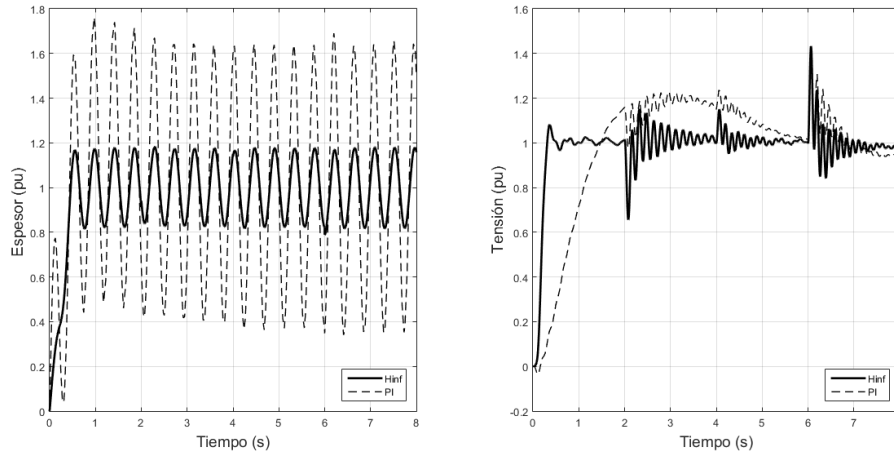 1.8
1.6
1.4
1.2
1
0.8
0.6
0.4
0.2
0
Espesor (pu)
0 1 2 3 4 5 6 7 8
Tiempo (s)
Hinf
PI
1.6
1.4
1.2
1
0.8
0.6
0.4
0.2
0
-0.2
Tensión (pu)
0 1 2 3 4 5 6 7
Tiempo (s)
Hinf
PI